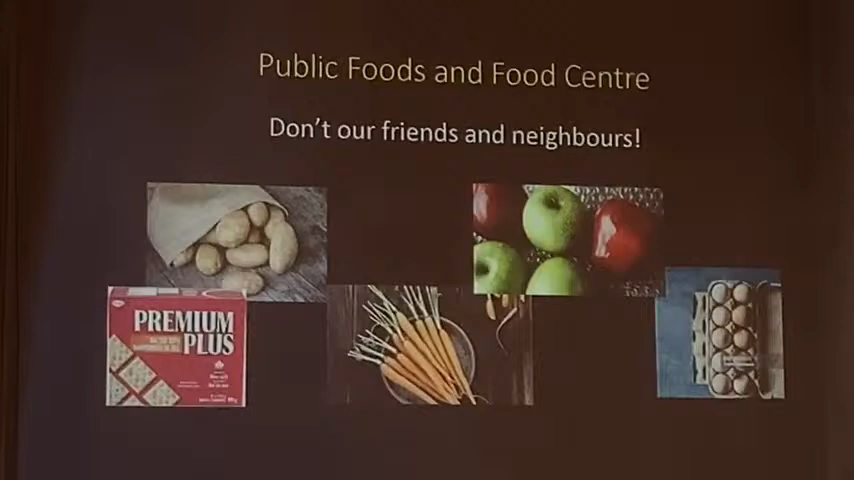 Public Foods and Food Centre
Don't our friends and neighbours!
PREMIUM
PLUS